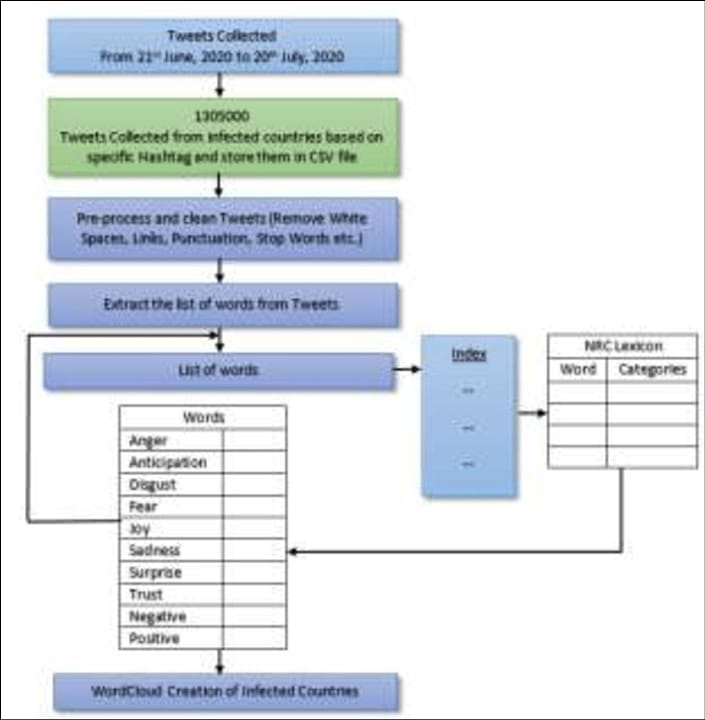 Tweets Collected
From 21st June, 2020 to 20th July, 2020
1305000
Tweets Collected from infected countries based on
specific Hashtag and store them in CSV file
Pre-process and clean Tweets (Remove White
Spaces, Links, Punctuation, Stop Words etc.)
Extract the list of words from Tweets
List of words
Index
--
--
--
NRC Lexicon
Word Categories
Words
Anger
Anticipation
Disgust
Fear
Joy
Sadness
Surprise
Trust
Negative
Positive
WordCloud Creation of Infected Countries